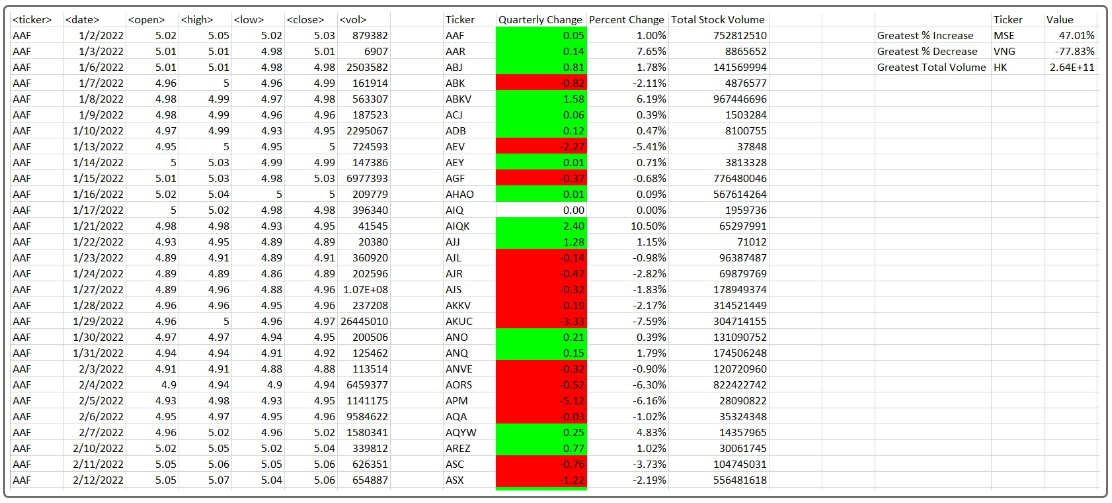 <ticker> <date> <open> <high> <low> <close> <vol> Ticker Quarterly Change Percent Change Total Stock Volume Ticker Value
AAF 1/2/2022 5.02 5.05 5.02 5.03 879382 AAF 0.05 1.00% 752812510 Greatest % Increase MSE 47.01%
AAF 1/3/2022 5.01 5.01 4.98 5.01 6907 AAR 0.14 7.65% 8865652 Greatest % Decrease VNG -77.83%
AAF 1/6/2022 5.01 5.01 4.98 4.98 2503582 ABJ 0.81 1.78% 141569994 Greatest Total Volume HK 2.64E+11
AAF 1/7/2022 4.96 5 4.96 4.99 161914 ABK -0.82 -2.11% 4876577
AAF 1/8/2022 4.98 4.99 4.97 4.98 563307 ABKV 1.58 6.19% 967446696
AAF 1/9/2022 4.98 4.99 4.96 4.96 187523 ACJ 0.06 0.39% 1503284
AAF 1/10/2022 4.97 4.99 4.93 4.95 2295067 ADB 0.12 0.47% 8100755
AAF 1/13/2022 4.95 5 4.95 5 724593 AEV -2.27 -5.41% 37848
AAF 1/14/2022 5 5.03 4.99 4.99 147386 AEY 0.01 0.71% 3813328
AAF 1/15/2022 5.01 5.03 4.98 5.03 6977393 AGF -0.37 -0.68% 776480046
AAF 1/16/2022 5.02 5.04 5 5 209779 AHAO 0.01 0.09% 567614264
AAF 1/17/2022 5 5.02 4.98 4.98 396340 AIQ 0.00 0.00% 1959736
AAF 1/21/2022 4.98 4.98 4.93 4.95 41545 AIQK 2.40 10.50% 65297991
AAF 1/22/2022 4.93 4.95 4.89 4.89 20380 AJJ 1.28 1.15% 71012
AAF 1/23/2022 4.89 4.91 4.89 4.91 360920 AJL -0.14 -0.98% 96387487
AAF 1/24/2022 4.89 4.89 4.86 4.89 202596 AJR -0.47 -2.82% 69879769
AAF 1/27/2022 4.89 4.96 4.88 4.96 1.07E+08 AJS -0.32 -1.83% 178949374
AAF 1/28/2022 4.96 4.96 4.95 4.96 237208 AKKV -0.19 -2.17% 314521449
AAF 1/29/2022 4.96 5 4.96 4.97 26445010 AKUC -3.33 -7.59% 304714155
AAF 1/30/2022 4.97 4.97 4.94 4.95 200506 ANO 0.21 0.39% 131090752
AAF 1/31/2022 4.94 4.94 4.91 4.92 125462 ANQ 0.15 1.79% 174506248
AAF 2/3/2022 4.91 4.91 4.88 4.88 113514 ANVE -0.32 -0.90% 120720960
AAF 2/4/2022 4.9 4.94 4.9 4.94 6459377 AORS -0.52 -6.30% 822422742
AAF 2/5/2022 4.93 4.98 4.93 4.95 1141175 APM -5.12 -6.16% 28090822
AAF 2/6/2022 4.95 4.97 4.95 4.96 9584622 AQA -0.03 -1.02% 35324348
AAF 2/7/2022 4.96 5.02 4.96 5.02 1580341 AQYW 0.25 4.83% 14357965
AAF 2/10/2022 5.02 5.05 5.02 5.04 339812 AREZ 0.77 1.02% 30061745
AAF 2/11/2022 5.05 5.06 5.05 5.06 626351 ASC -0.76 -3.73% 104745031
AAF 2/12/2022 5.05 5.07 5.04 5.06 654887 ASX -1.22 -2.19% 556481618